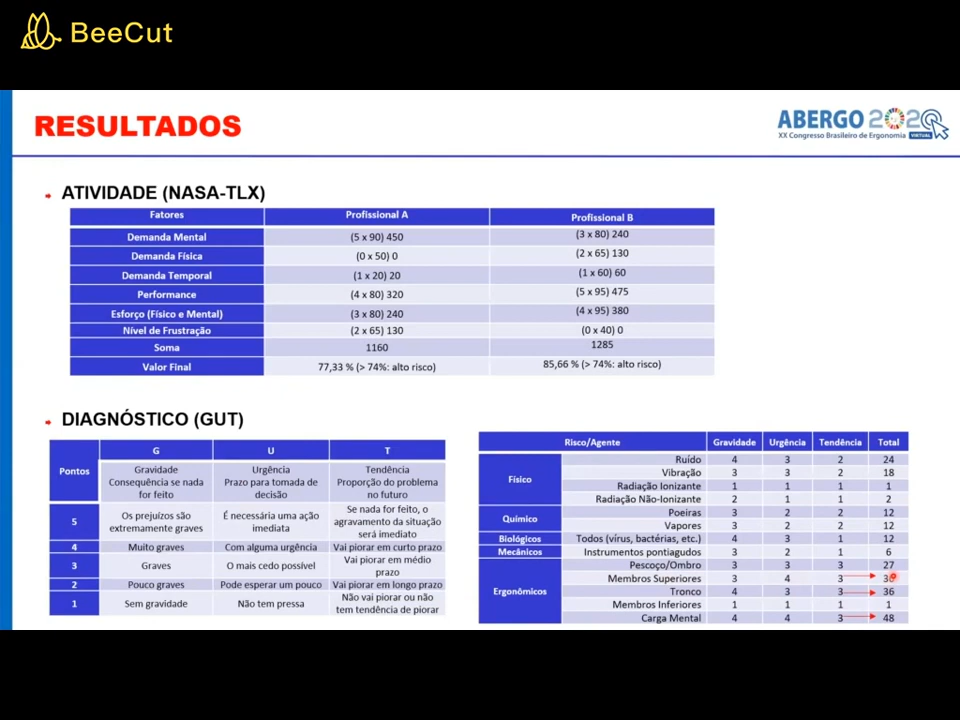 BeeCut
RESULTADOS
ABERGO 2020
XX Congresso Brasileiro de Ergonomia VIRTUAL
ATIVIDADE (NASA-TLX)
Fatores Profissional A Profissional B
Demanda Mental (5 x 90) 450 (3 x 80) 240
Demanda Física (0 x 50) 0 (2 x 65) 130
Demanda Temporal (1 x 20) 20 (1 x 60) 60
Performance (4 x 80) 320 (5 x 95) 475
Esforço (Físico e Mental) (3 x 80) 240 (4 x 95) 380
Nível de Frustração (2 x 65) 130 (0 x 40) 0
Soma 1160 1285
Valor Final 77,33 % (> 74%: alto risco) 85,66 % (> 74%: alto risco)
DIAGNÓSTICO (GUT)
Pontos G U T
Gravidade
Consequência se nada
for feito
Urgência
Prazo para tomada de
decisão
Tendência
Proporção do problema
no futuro
5
Os prejuízos são
extremamente graves
É necessária uma ação
imediata
Se nada for feito, o
agravamento da situação
será imediato
4 Muito graves Com alguma urgência Vai piorar em curto prazo
3 Graves O mais cedo possível
Vai piorar em médio
prazo
2 Pouco graves Pode esperar um pouco Vai piorar em longo prazo
1 Sem gravidade Não tem pressa
Não vai piorar ou não
tem tendência de piorar
Risco/Agente Gravidade Urgência Tendência Total
Físico
Ruído 4 3 2 24
Vibração 3 3 2 18
Radiação Ionizante 1 1 1 1
Radiação Não-Ionizante 2 1 1 2
Químico
Poeiras 3 2 2 12
Vapores 3 2 2 12
Biológicos Todos (vírus, bactérias, etc.) 4 3 1 12
Mecânicos Instrumentos pontiagudos 3 2 1 6
Ergonômicos
Pescoço/Ombro 3 3 3 27
Membros Superiores 3 4 3
Tronco 4 3 3 36
Membros Inferiores 1 1 1 1
Carga Mental 4 4 3 48